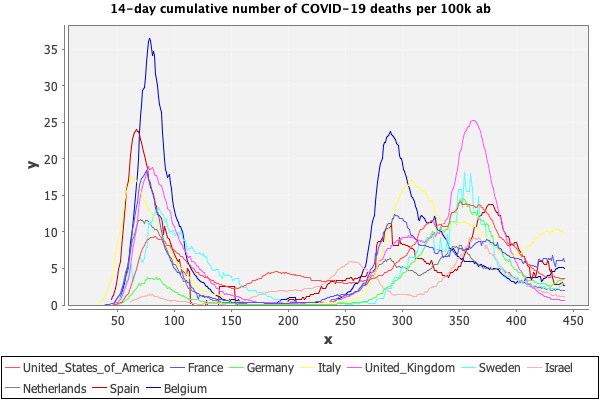 14-day cumulative number of COVID-19 deaths per 100k ab
35
30
25
20
15
10
5
0
y
50 100 150 200 250 300 350 400 450
x
United_States_of_America France Germany Italy United_Kingdom Sweden Israel
Netherlands Spain Belgium